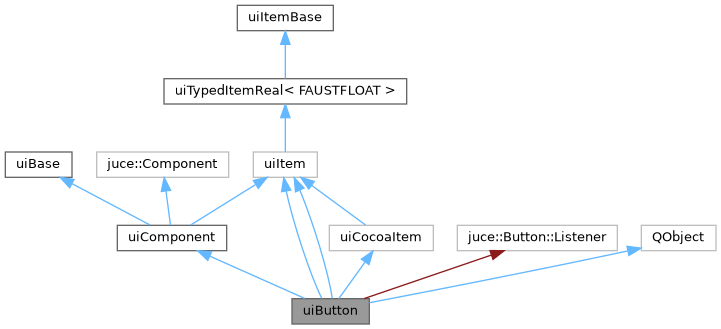 uiItemBase
uiTypedItemReal< FAUSTFLOAT >
uiBase
juce::Component
uiItem
uiComponent
uiCocoaItem
juce::Button::Listener
QObject
uiButton